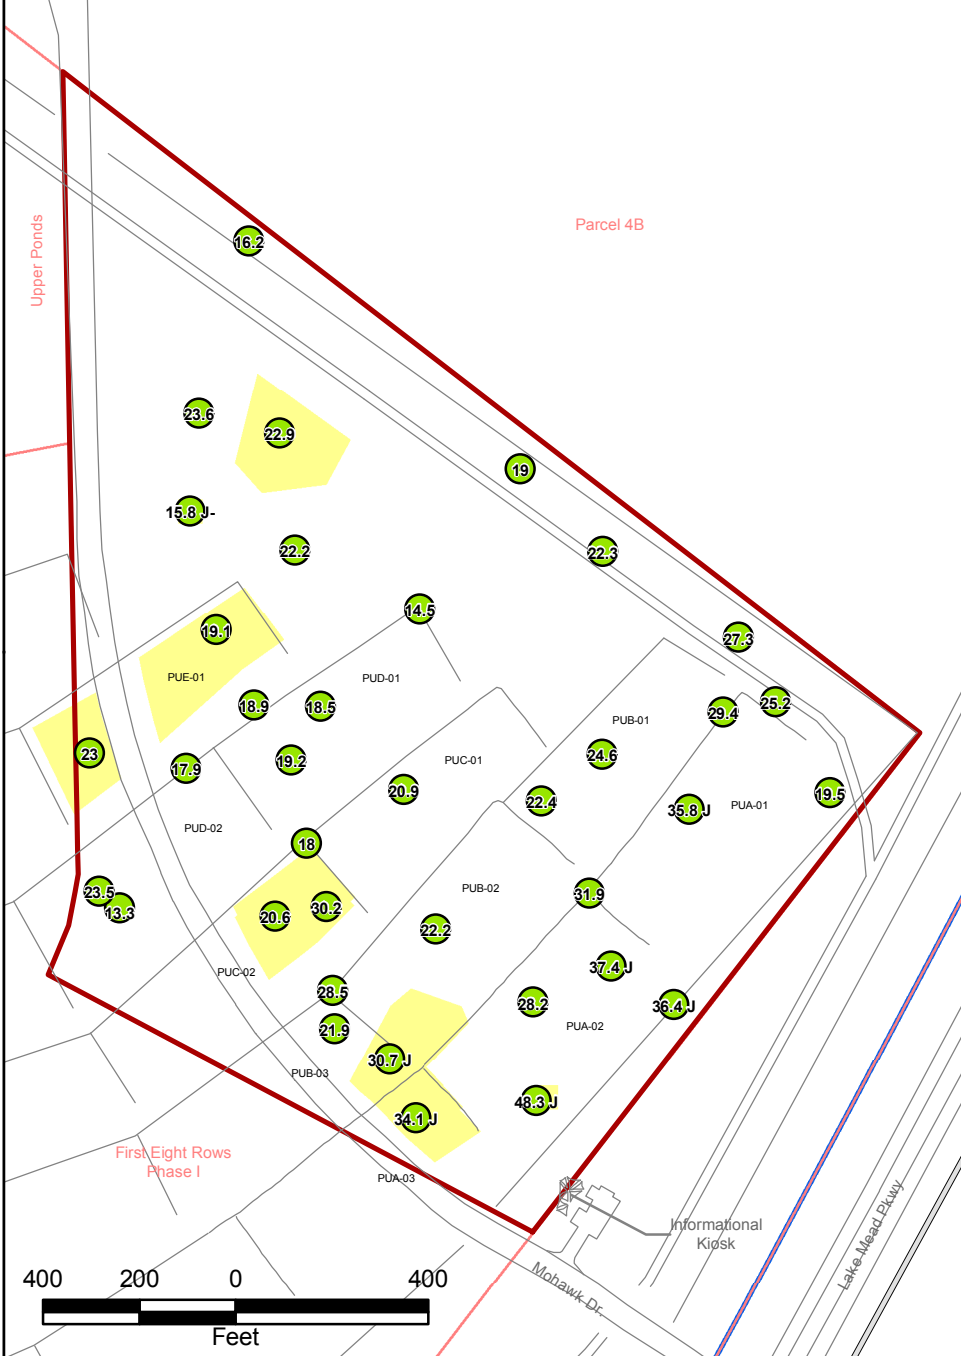 Parcel 4B
Upper Ponds
16.2
23.6
22.9
19
15.8 J-
22.2
22.3
14.5
19.1
27.3
PUE-01
PUD-01
18.9
18.5
25.2
29.4
PUB-01
23
17.9
19.2
24.6
PUC-01
20.9
22.4
19.5
35.8 J
PUA-01
PUD-02
18
23.5
13.3
PUB-02
31.9
20.6
30.2
22.2
PUC-02
37.4 J
28.5
28.2
36.4 J
21.9
PUA-02
30.7 J
PUB-03
48.3 J
34.1 J
First Eight Rows
Phase I
PUA-03
Informational
Kiosk
Lake Mead Pkwy
Mohawk Dr.
400 200 0 400
Feet